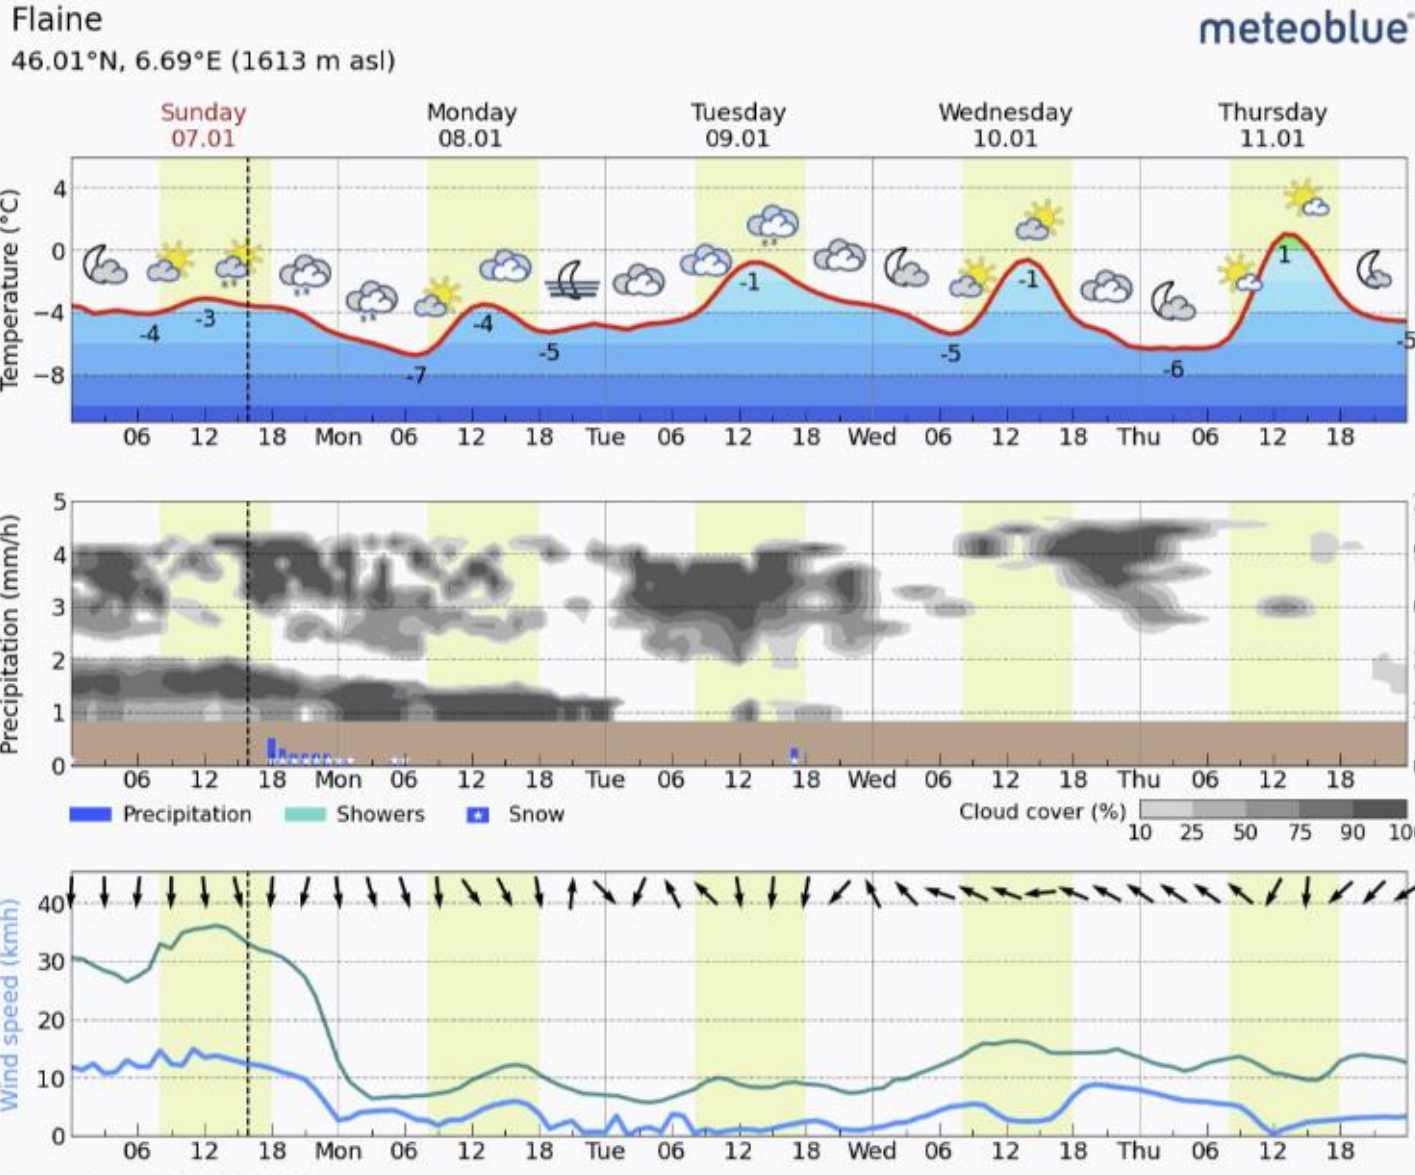 Flaine
meteoblue
46.01°N, 6.69°E (1613 m asl)
Sunday Monday Tuesday Wednesday Thursday
07.01 08.01 09.01 10.01 11.01
Temperature (°C)
4
0
−4
−8
-4 -3 -7 -4 -5 -1 -5 -1 -6 1 -5
06 12 18 Mon 06 12 18 Tue 06 12 18 Wed 06 12 18 Thu 06 12 18
Precipitation (mm/h)
5
4
3
2
1
0
06 12 18 Mon 06 12 18 Tue 06 12 18 Wed 06 12 18 Thu 06 12 18
Precipitation Showers Snow
Cloud cover (%)
10 25 50 75 90 10
Wind speed (kmh)
40
30
20
10
0
06 12 18 Mon 06 12 18 Tue 06 12 18 Wed 06 12 18 Thu 06 12 18